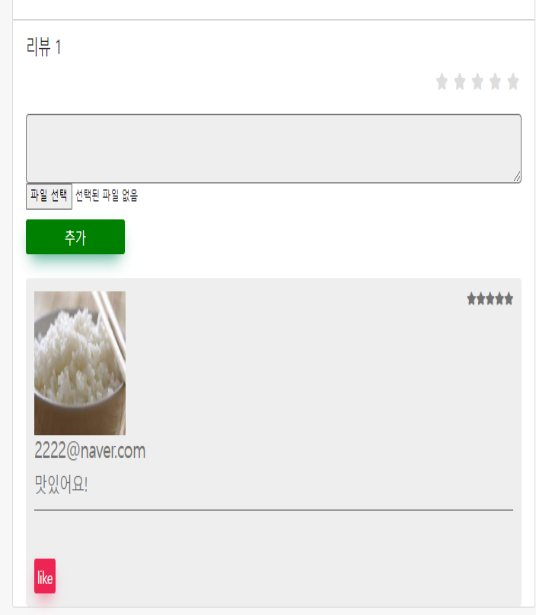 리뷰 1
파일 선택 선택된 파일 없음
추가
2222@naver.com
맛있어요!
like